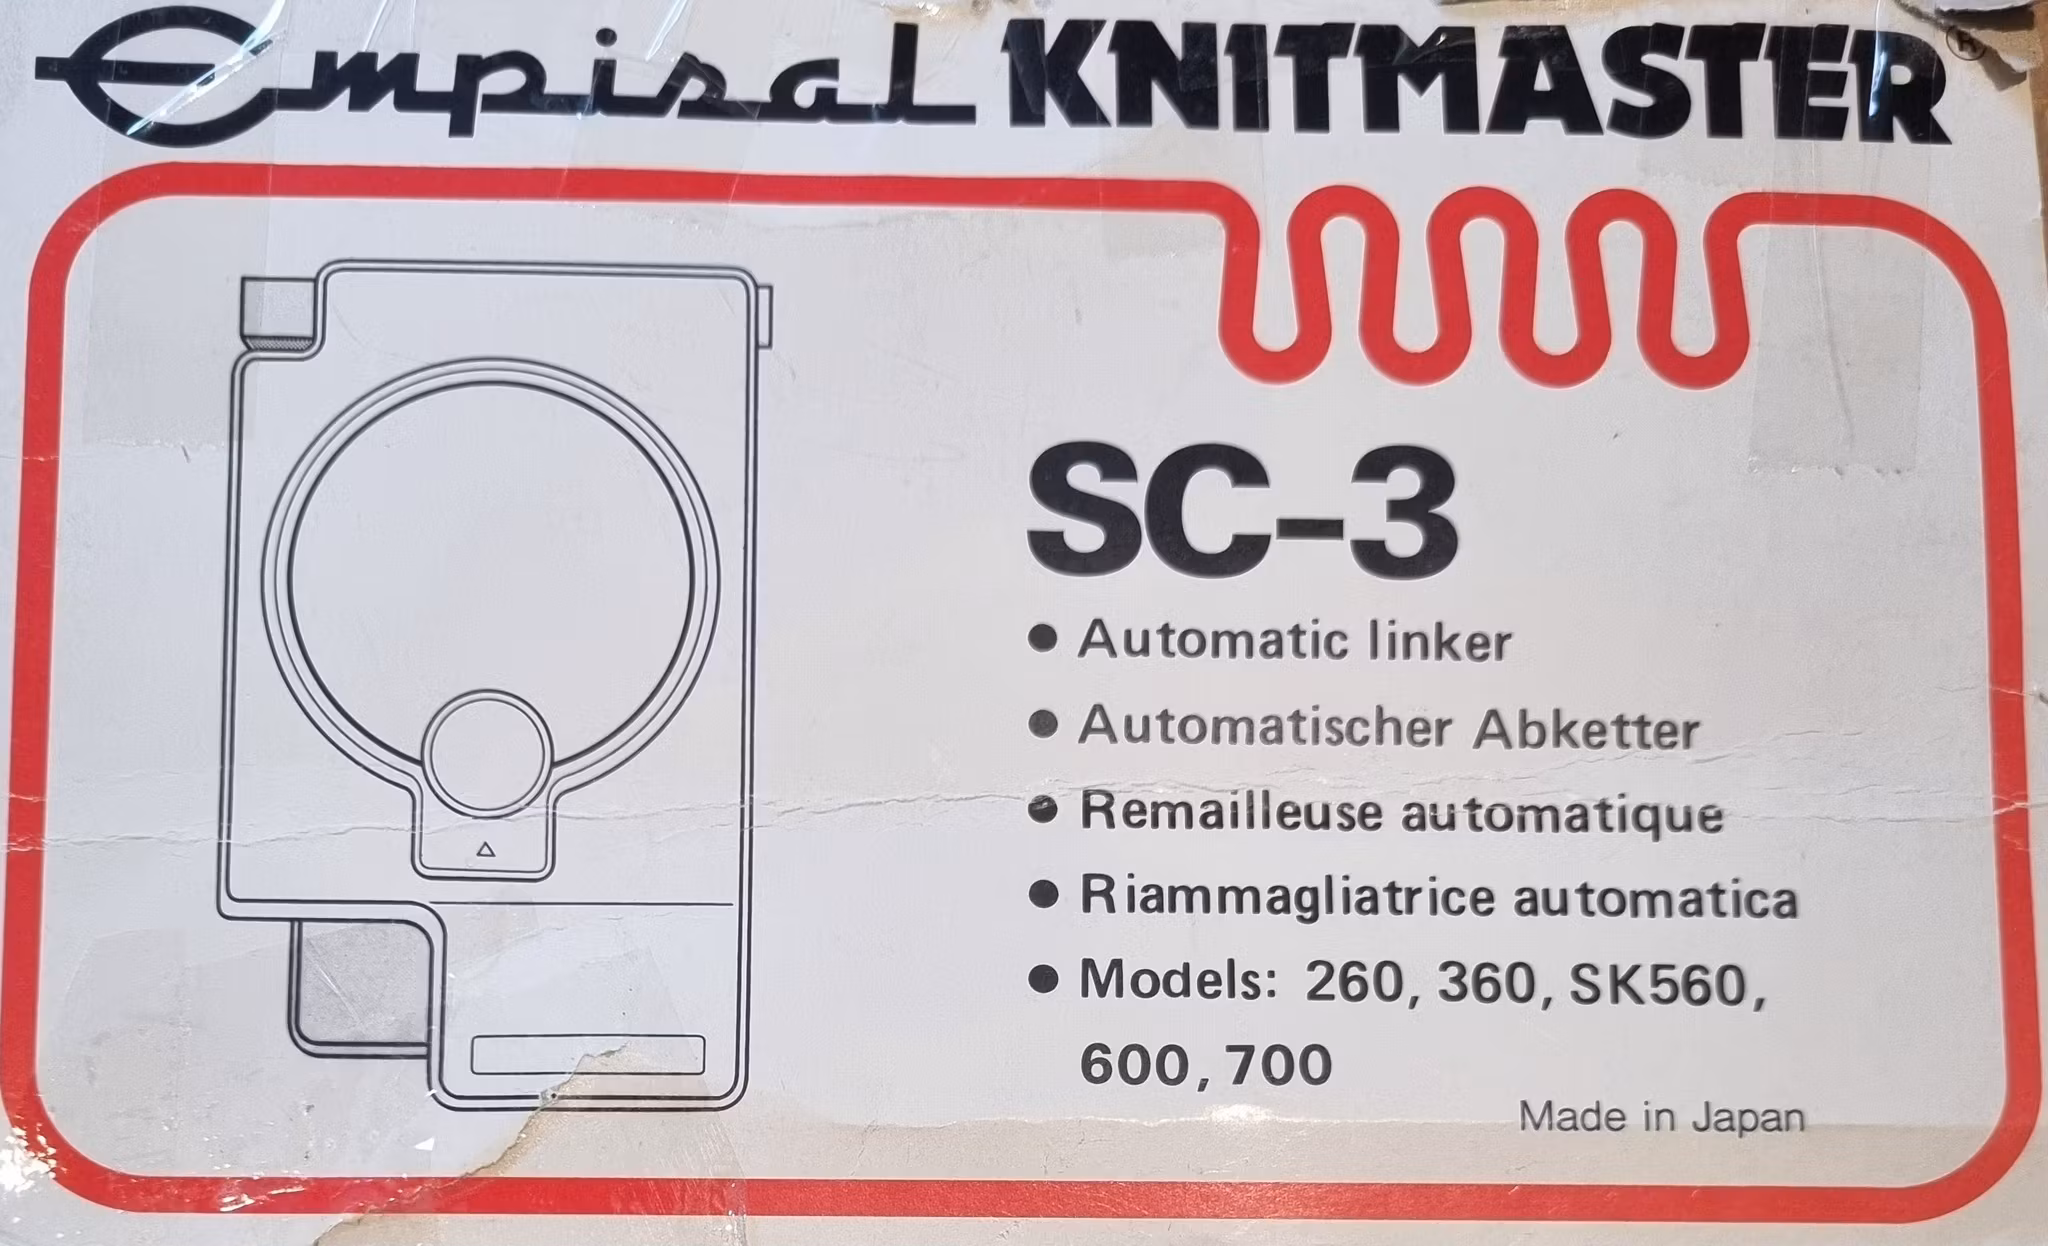 Empisal KNITMASTER®
SC-3
● Automatic linker
● Automatischer Abketter
● Remailleuse automatique
● Riammagliatrice automatica
● Models: 260, 360, SK560,
600, 700
Made in Japan